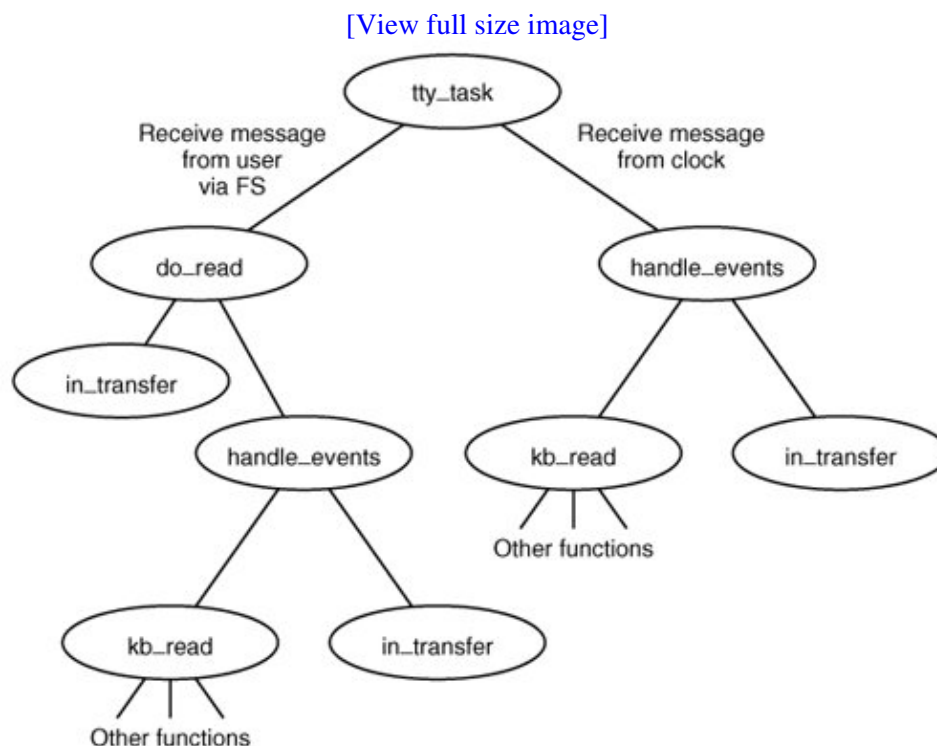 [View full size image]
tty_task
Receive message
from user
via FS
Receive message
from clock
do_read
handle_events
in_transfer
handle_events
kb_read
in_transfer
Other functions
kb_read
in_transfer
Other functions